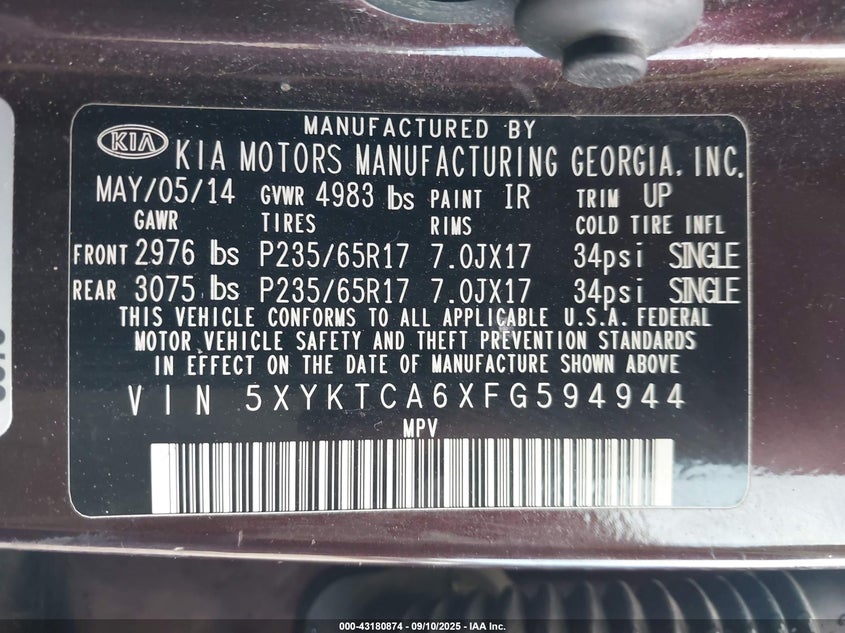 MANUFACTURED BY
KIA KIA MOTORS MANUFACTURING GEORGIA, INC.
MAY/05/14 GVWR 4983 lbs PAINT IR TRIM UP
GAWR TIRES RIMS COLD TIRE INFL
FRONT 2976 lbs P235/65R17 7.0JX17 34psi SINGLE
REAR 3075 lbs P235/65R17 7.0JX17 34psi SINGLE
THIS VEHICLE CONFORMS TO ALL APPLICABLE U.S.A. FEDERAL
MOTOR VEHICLE SAFETY AND THEFT PREVENTION STANDARDS
IN EFFECT ON THE DATE OF MANUFACTURE SHOWN ABOVE
VIN 5XYKTCA6XFG594944
MPV
000-43180874 - 09/10/2025 - IAA Inc.